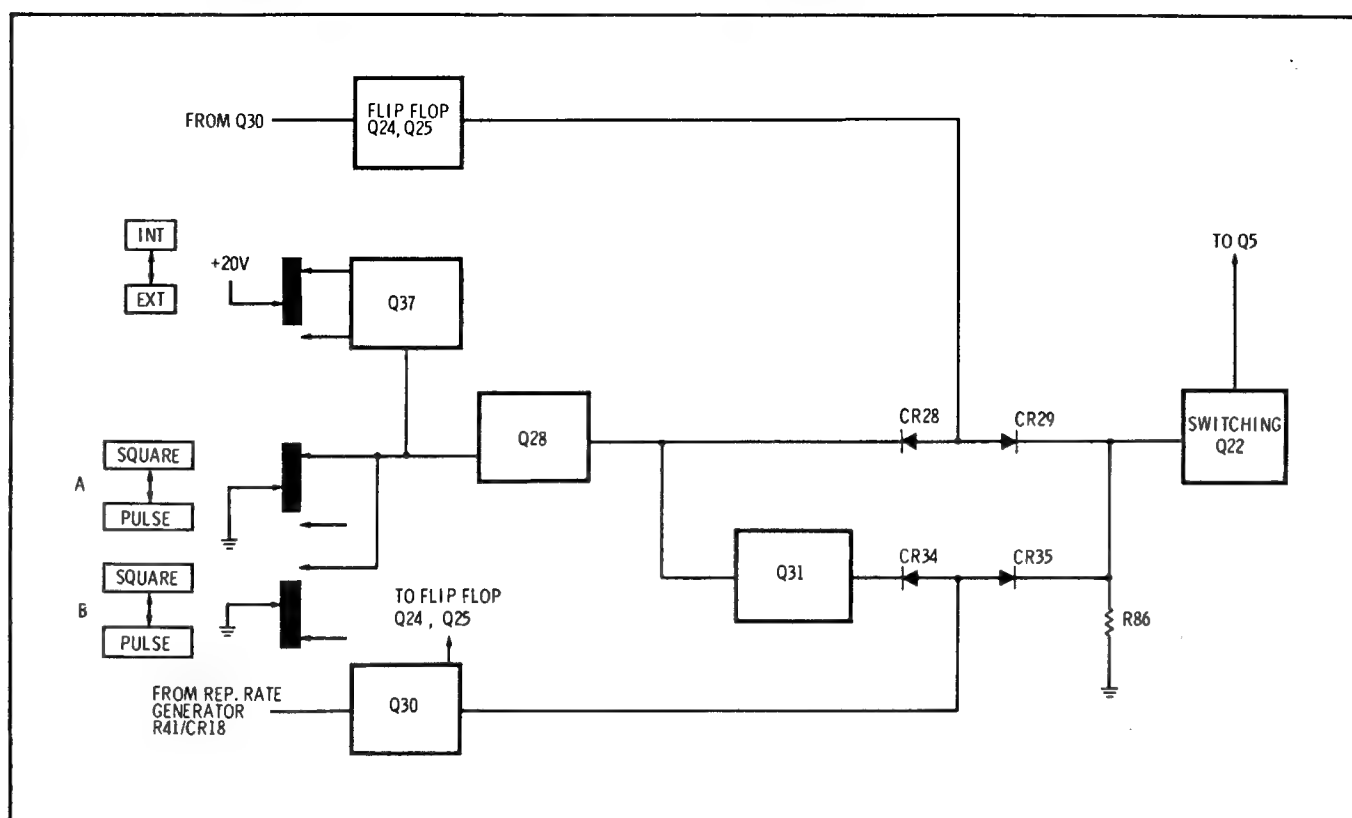 FLIP FLOP
Q24, Q25
FROM Q30
INT
EXT
+20V
Q37
TO Q5
A
SQUARE
PULSE
Q28
CR28
CR29
SWITCHING
Q22
B
SQUARE
PULSE
Q31
CR34
CR35
R86
TO FLIP FLOP
Q24 , Q25
FROM REP. RATE
GENERATOR
R41/CR18
Q30